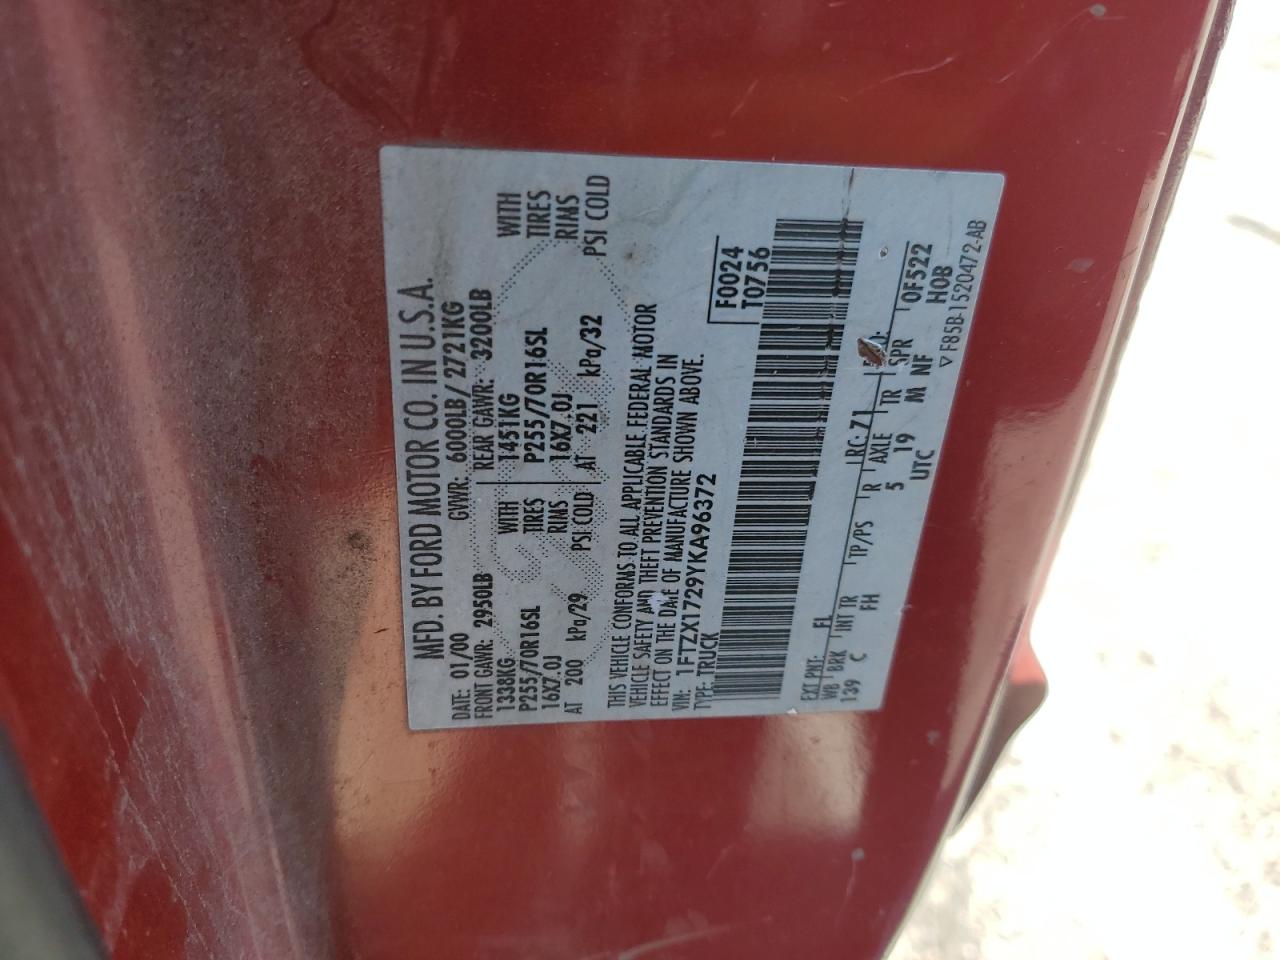 MFD. BY FORD MOTOR CO. IN U.S.A.
DATE: 01/00 GVWR: 6000LB/ 2721KG
FRONT GAWR: 2950LB REAR GAWR: 3200LB
1338KG WITH 1451KG WITH
P255/70R16SL TIRES P255/70R16SL TIRES
16X7.0J RIMS 16X7.0J RIMS
AT 200 kPa/29 PSI COLD AT 221 kPa/32 PSI COLD
THIS VEHICLE CONFORMS TO ALL APPLICABLE FEDERAL MOTOR
VEHICLE SAFETY AND THEFT PREVENTION STANDARDS IN
EFFECT ON THE DATE OF MANUFACTURE SHOWN ABOVE.
VIN: 1FTZX1729YKA96372 F0024
TYPE: TRUCK T0756
EXT PNT: FL RC: Z1
WB BRK INT TR TP/PS R AXLE TR SPR 0F522
139 C FH 5 19 M NF H0B
UTC
▽ F85B-1520472-AB